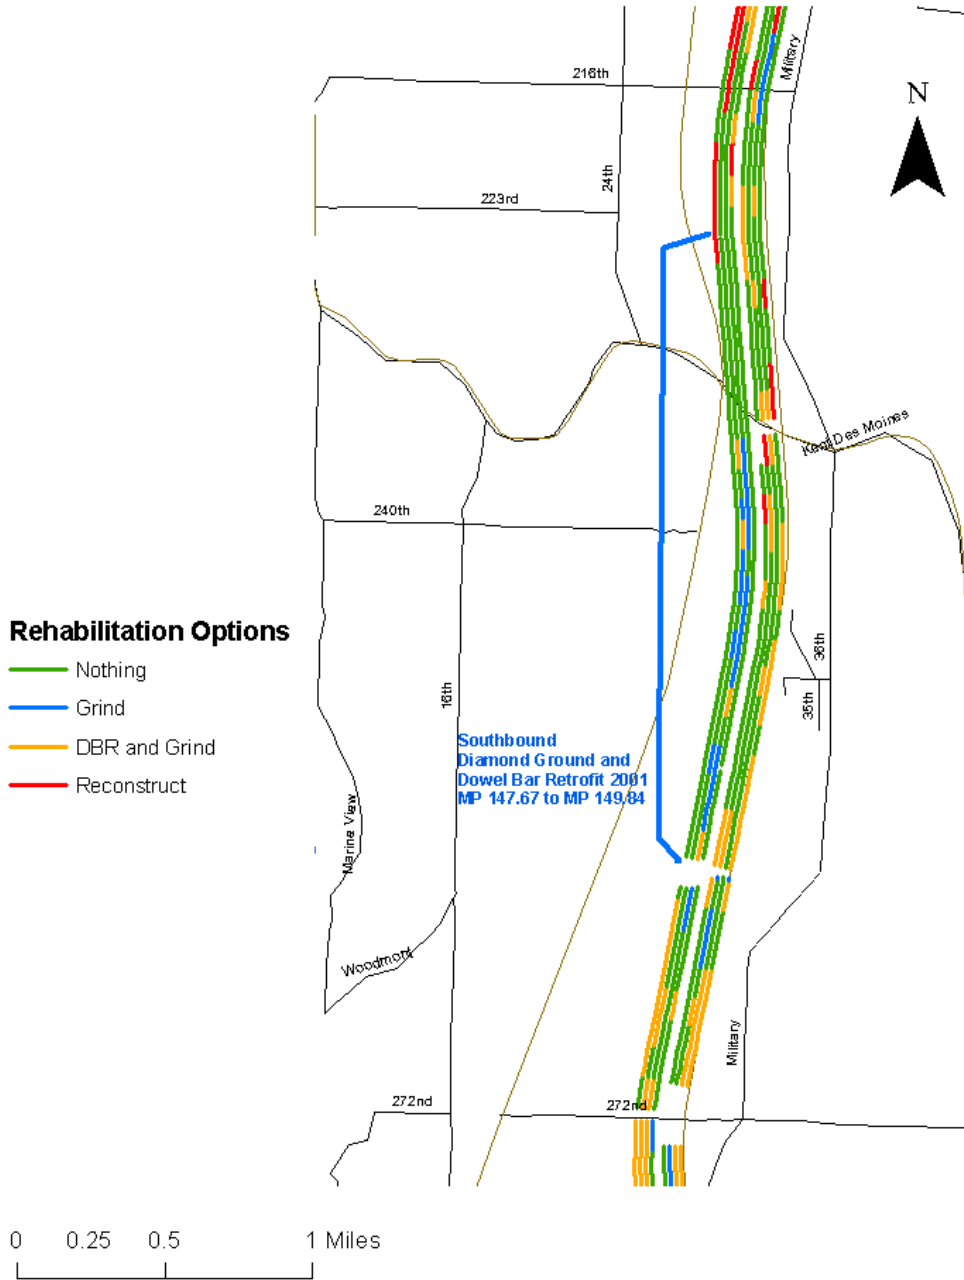 216th
Military
N
24th
223rd
Kent Des Moines
240th
Rehabilitation Options
Nothing
Grind
DBR and Grind
Reconstruct
36th
35th
16th
Southbound
Diamond Ground and
Dowel Bar Retrofit 2001
MP 147.67 to MP 149.84
Marine View
Woodmont
Military
272nd
272nd
0 0.25 0.5 1 Miles